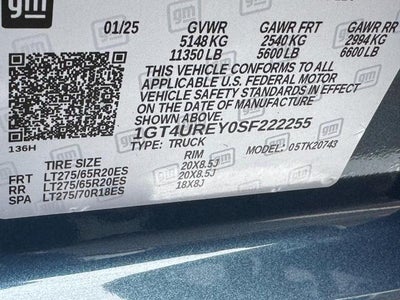 gm
01/25 GVWR GAWR FRT GAWR RR
5148 KG 2540 KG 2994 KG
11350 LB 5600 LB 6600 LB
THIS VEHICLE CONFORMS TO ALL
APPLICABLE U.S. FEDERAL MOTOR
VEHICLE SAFETY STANDARDS IN EFFECT
ON THE DATE OF MANUFACTURE
SHOWN ABOVE.
1GT4UREY0SF222255
136H TYPE: TRUCK MODEL: 05TK20743
TIRE SIZE RIM
FRT LT275/65R20ES 20X8.5J
RR LT275/65R20ES 20X8.5J
SPA LT275/70R18ES 18X8J